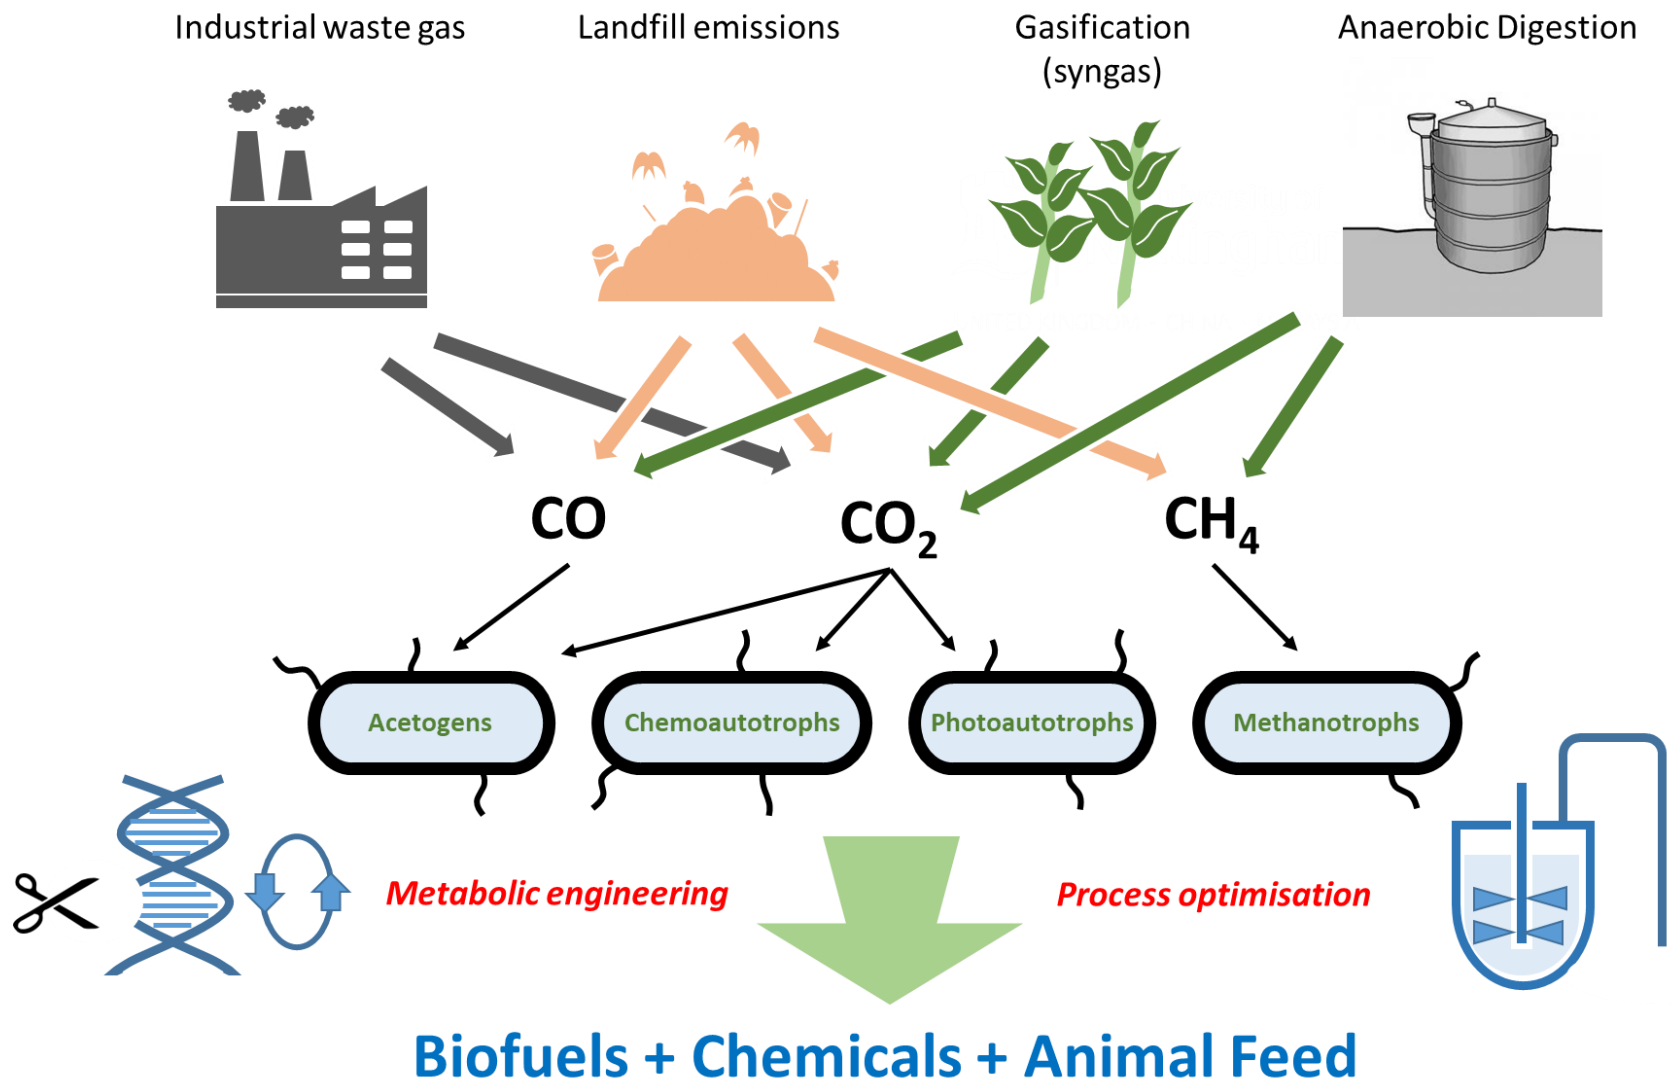 Industrial waste gas
Landfill emissions
Gasification
(syngas)
Anaerobic Digestion
CO
CO₂
CH₄
Acetogens
Chemoautotrophs
Photoautotrophs
Methanotrophs
Metabolic engineering
Process optimisation
Biofuels + Chemicals + Animal Feed